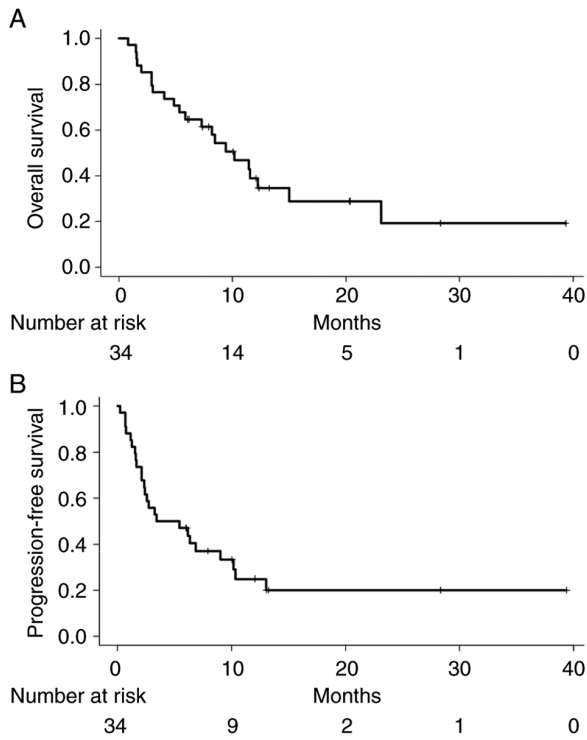 A
1.0
0.8
0.6
0.4
0.2
0.0
Overall survival
0 10 20 30 40
Number at risk Months
34 14 5 1 0
B
1.0
0.8
0.6
0.4
0.2
0.0
Progression-free survival
0 10 20 30 40
Number at risk Months
34 9 2 1 0